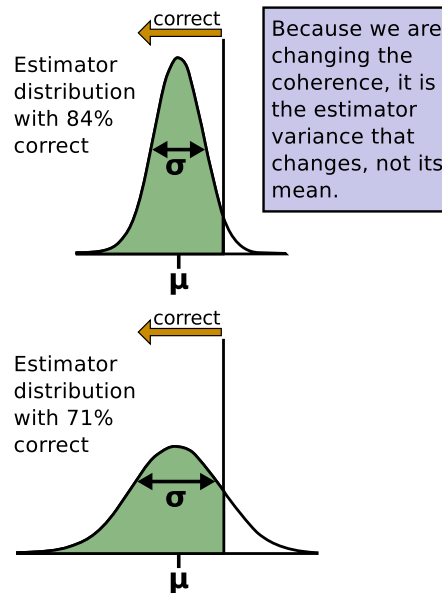 correct
Estimator
distribution
with 84%
correct
σ
μ
Because we are
changing the
coherence, it is
the estimator
variance that
changes, not its
mean.
correct
Estimator
distribution
with 71%
correct
σ
μ